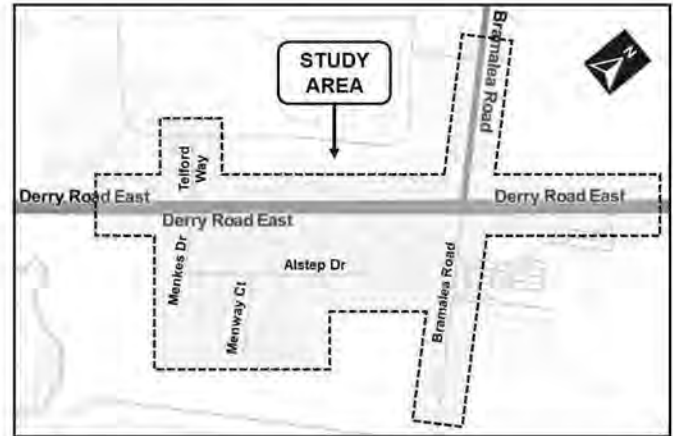 STUDY
AREA
Bramalea Road
N
Telford
Way
Derry Road East
Derry Road East
Derry Road East
Menkes Dr
Alstep Dr
Menway Ct
Bramalea Road